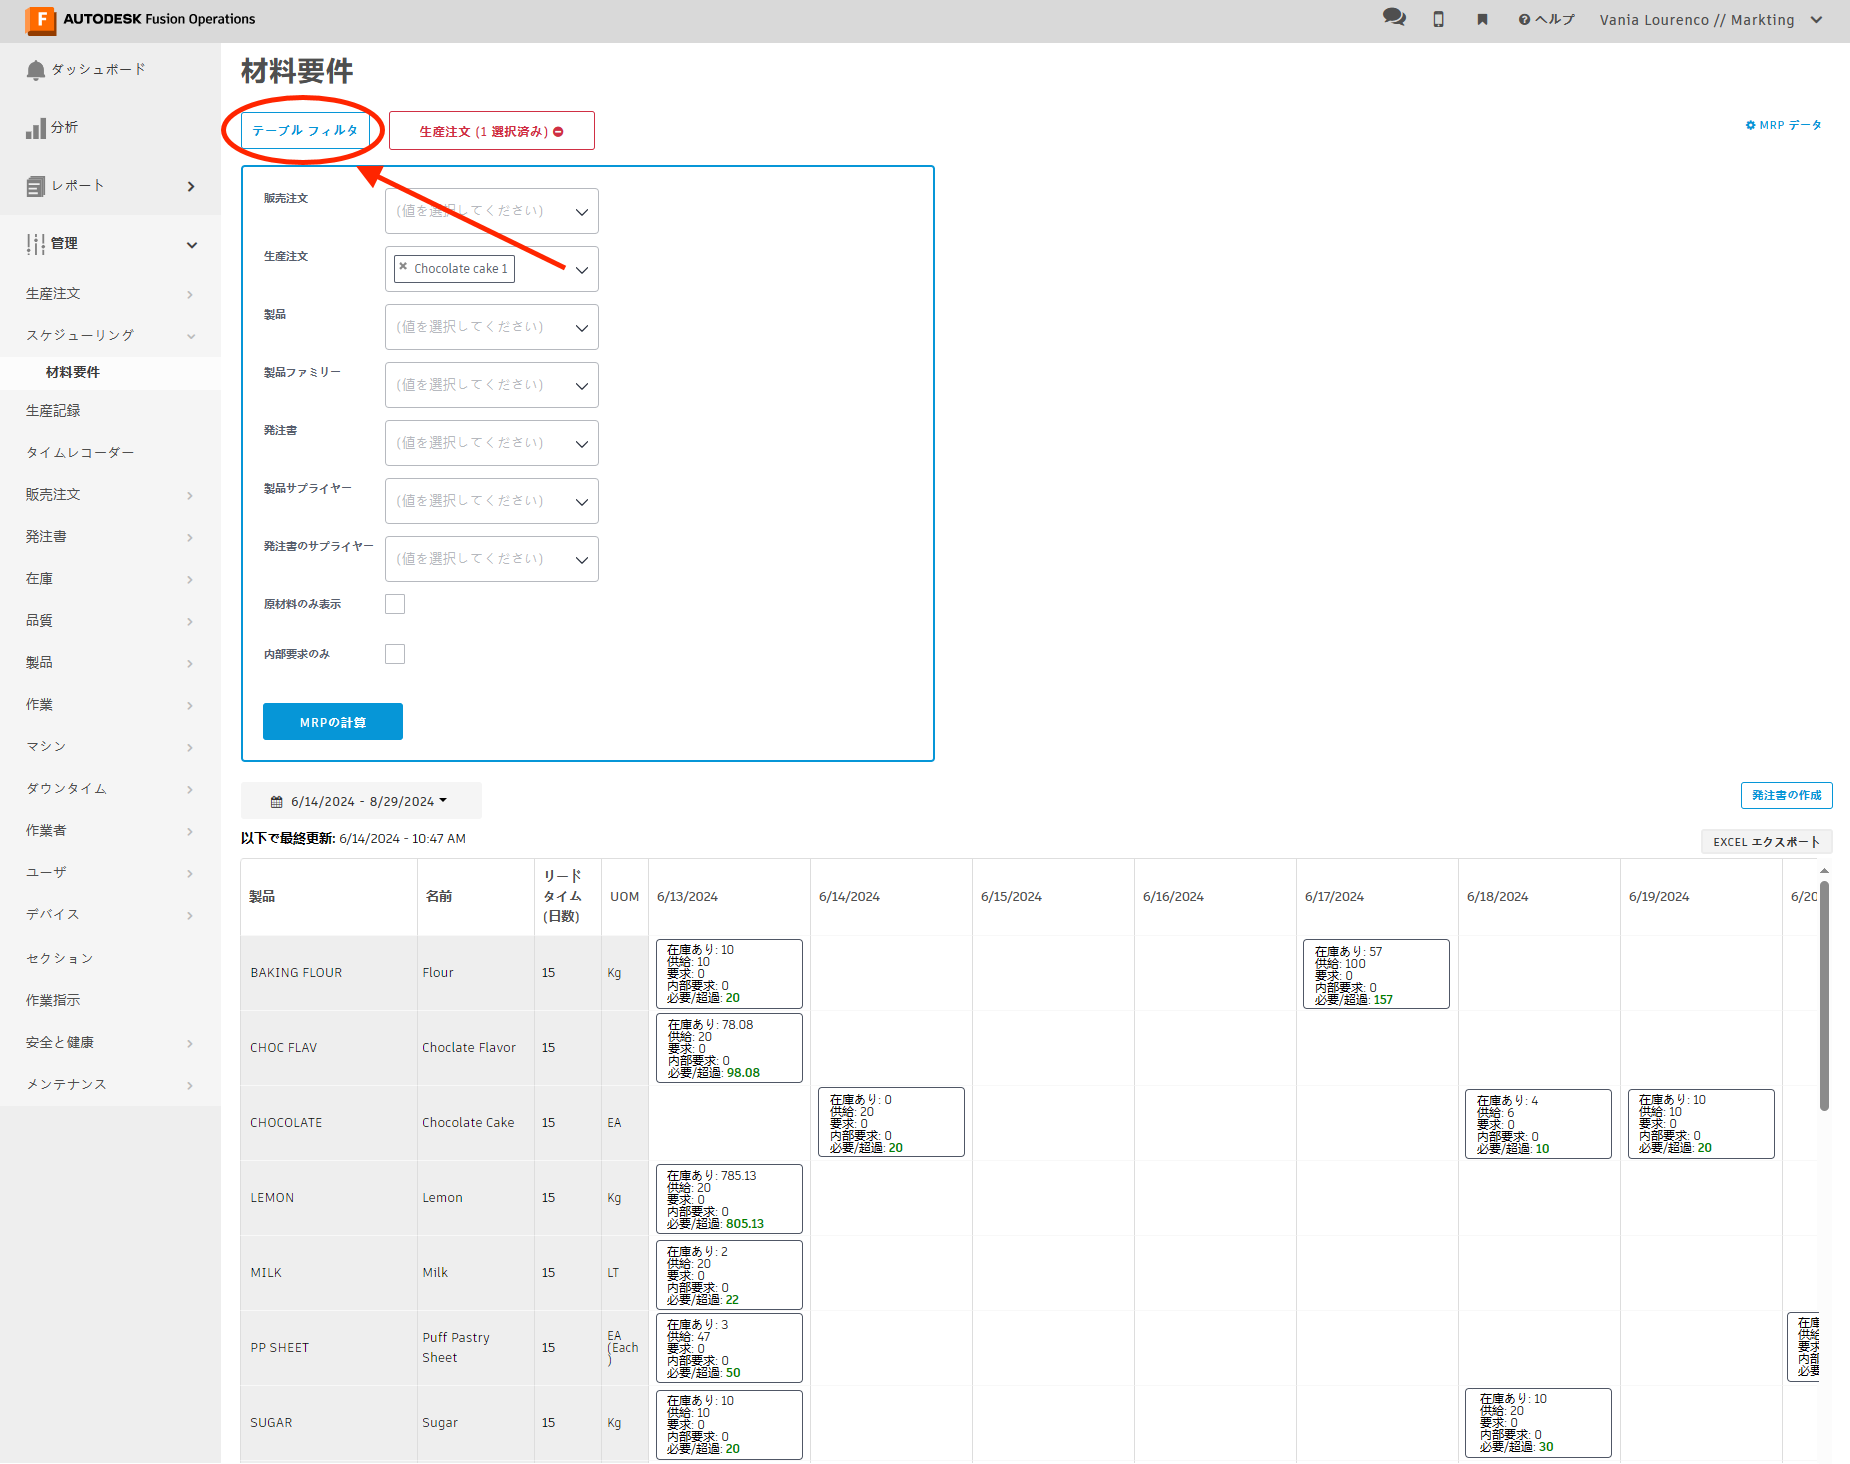 AUTODESK Fusion Operations
ヘルプ
Vania Lourenco // Markting
ダッシュボード
分析
レポート
管理
生産注文
スケジューリング
材料要件
生産記録
タイムレコーダー
販売注文
発注書
在庫
品質
製品
作業
マシン
ダウンタイム
作業者
ユーザ
デバイス
セクション
作業指示
安全と健康
メンテナンス
材料要件
テーブル フィルタ
生産注文 (1 選択済み)
MRP データ
販売注文
(値を選択してください)
生産注文
Chocolate cake 1
製品
(値を選択してください)
製品ファミリー
(値を選択してください)
発注書
(値を選択してください)
製品サプライヤー
(値を選択してください)
発注書のサプライヤー
(値を選択してください)
原材料のみ表示
内部要求のみ
MRPの計算
6/14/2024 - 8/29/2024
発注書の作成
以下で最終更新: 6/14/2024 - 10:47 AM
EXCEL エクスポート
製品 名前 リード タイム (日数) UOM 6/13/2024 6/14/2024 6/15/2024 6/16/2024 6/17/2024 6/18/2024 6/19/2024 6/20
BAKING FLOUR Flour 15 Kg
在庫あり: 10
供給: 10
要求: 0
内部要求: 0
必要/超過: 20
在庫あり: 57
供給: 100
要求: 0
内部要求: 0
必要/超過: 157
CHOC FLAV Choclate Flavor 15
在庫あり: 78.08
供給: 20
要求: 0
内部要求: 0
必要/超過: 98.08
CHOCOLATE Chocolate Cake 15 EA
在庫あり: 0
供給: 20
要求: 0
内部要求: 0
必要/超過: 20
在庫あり: 4
供給: 6
要求: 0
内部要求: 0
必要/超過: 10
在庫あり: 10
供給: 10
要求: 0
内部要求: 0
必要/超過: 20
LEMON Lemon 15 Kg
在庫あり: 785.13
供給: 20
要求: 0
内部要求: 0
必要/超過: 805.13
MILK Milk 15 LT
在庫あり: 2
供給: 20
要求: 0
内部要求: 0
必要/超過: 22
PP SHEET Puff Pastry Sheet 15 EA (Each)
在庫あり: 3
供給: 47
要求: 0
内部要求: 0
必要/超過: 50
在庫
供給
要求
内部
必要
SUGAR Sugar 15 Kg
在庫あり: 10
供給: 10
要求: 0
内部要求: 0
必要/超過: 20
在庫あり: 10
供給: 20
要求: 0
内部要求: 0
必要/超過: 30